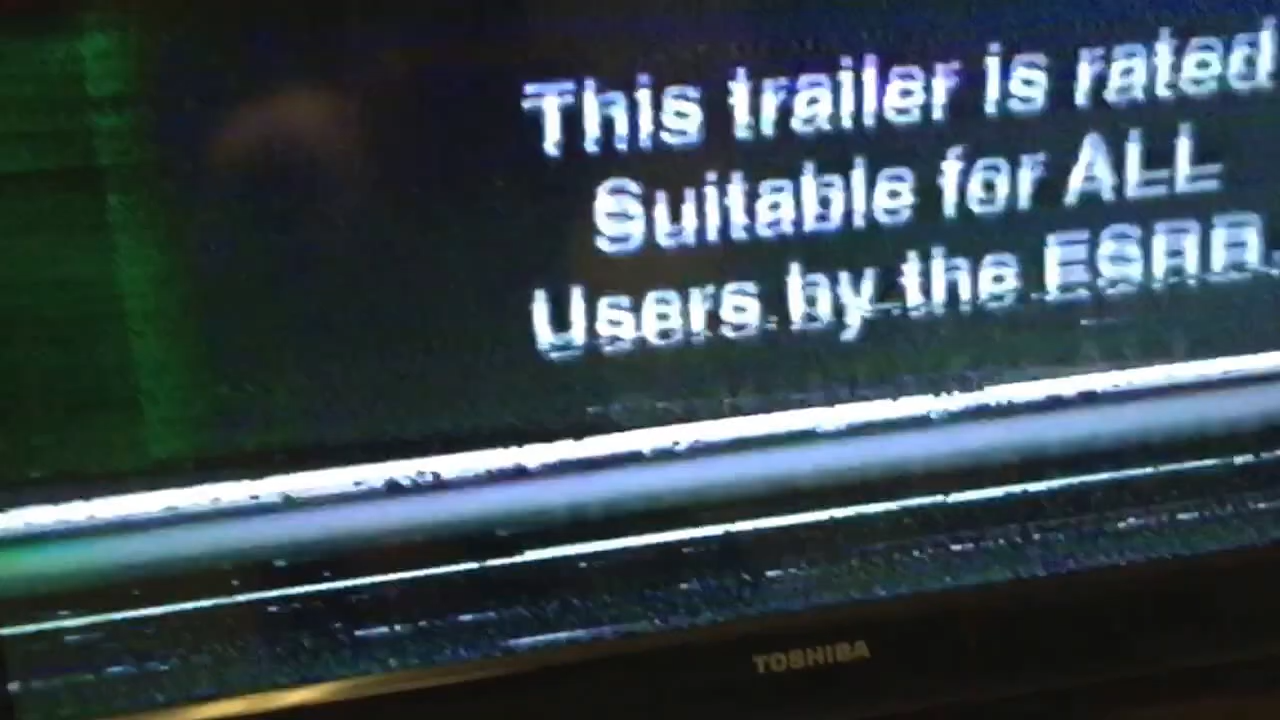 This trailer is rated
Suitable for ALL
Users by the ESRB.
TOSHIBA